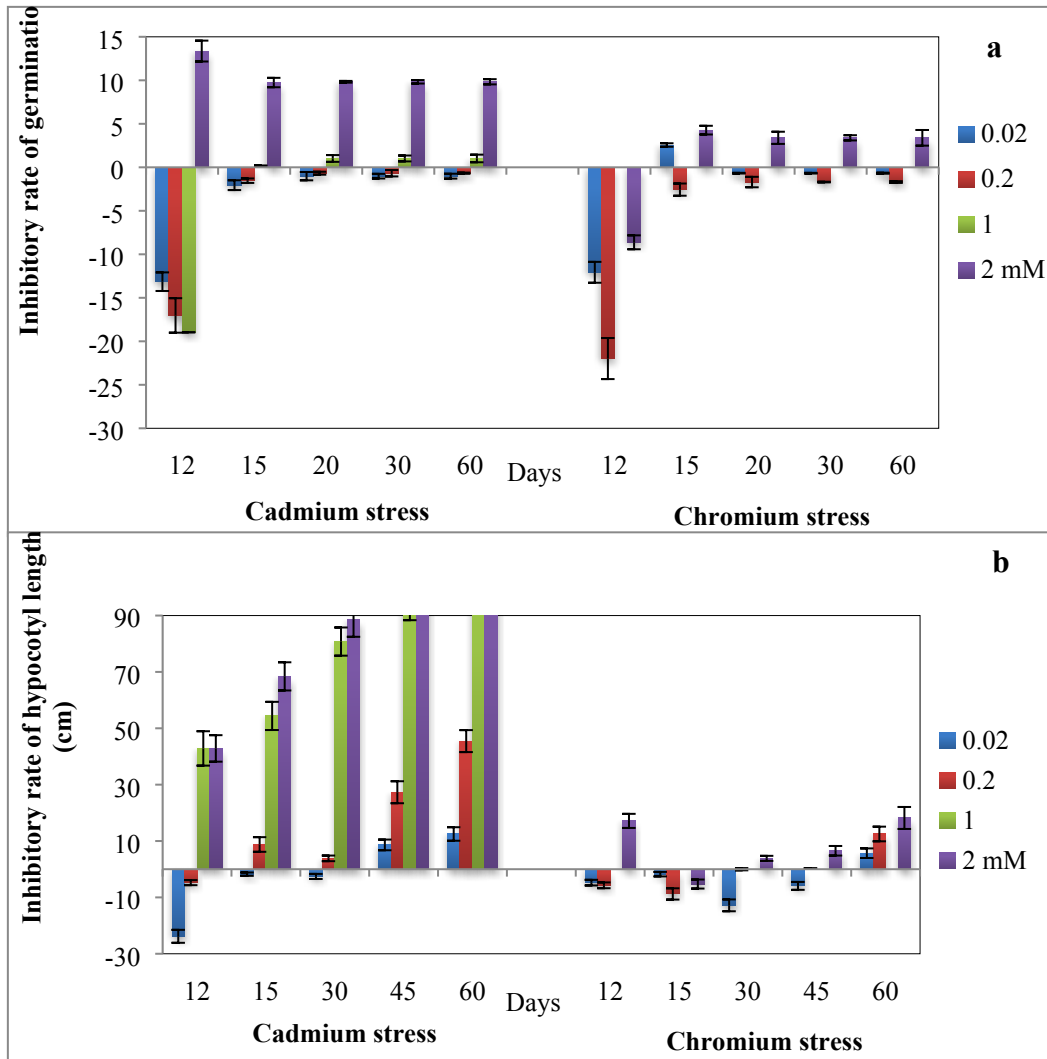 Inhibitory rate of germinatio
15
10
5
0
-5
-10
-15
-20
-25
-30
a
0.02
0.2
1
2 mM
12 15 20 30 60 Days 12 15 20 30 60
Cadmium stress Chromium stress
Inhibitory rate of hypocotyl length
(cm)
b
90
70
50
30
10
-10
-30
0.02
0.2
1
2 mM
12 15 30 45 60 Days 12 15 30 45 60
Cadmium stress Chromium stress